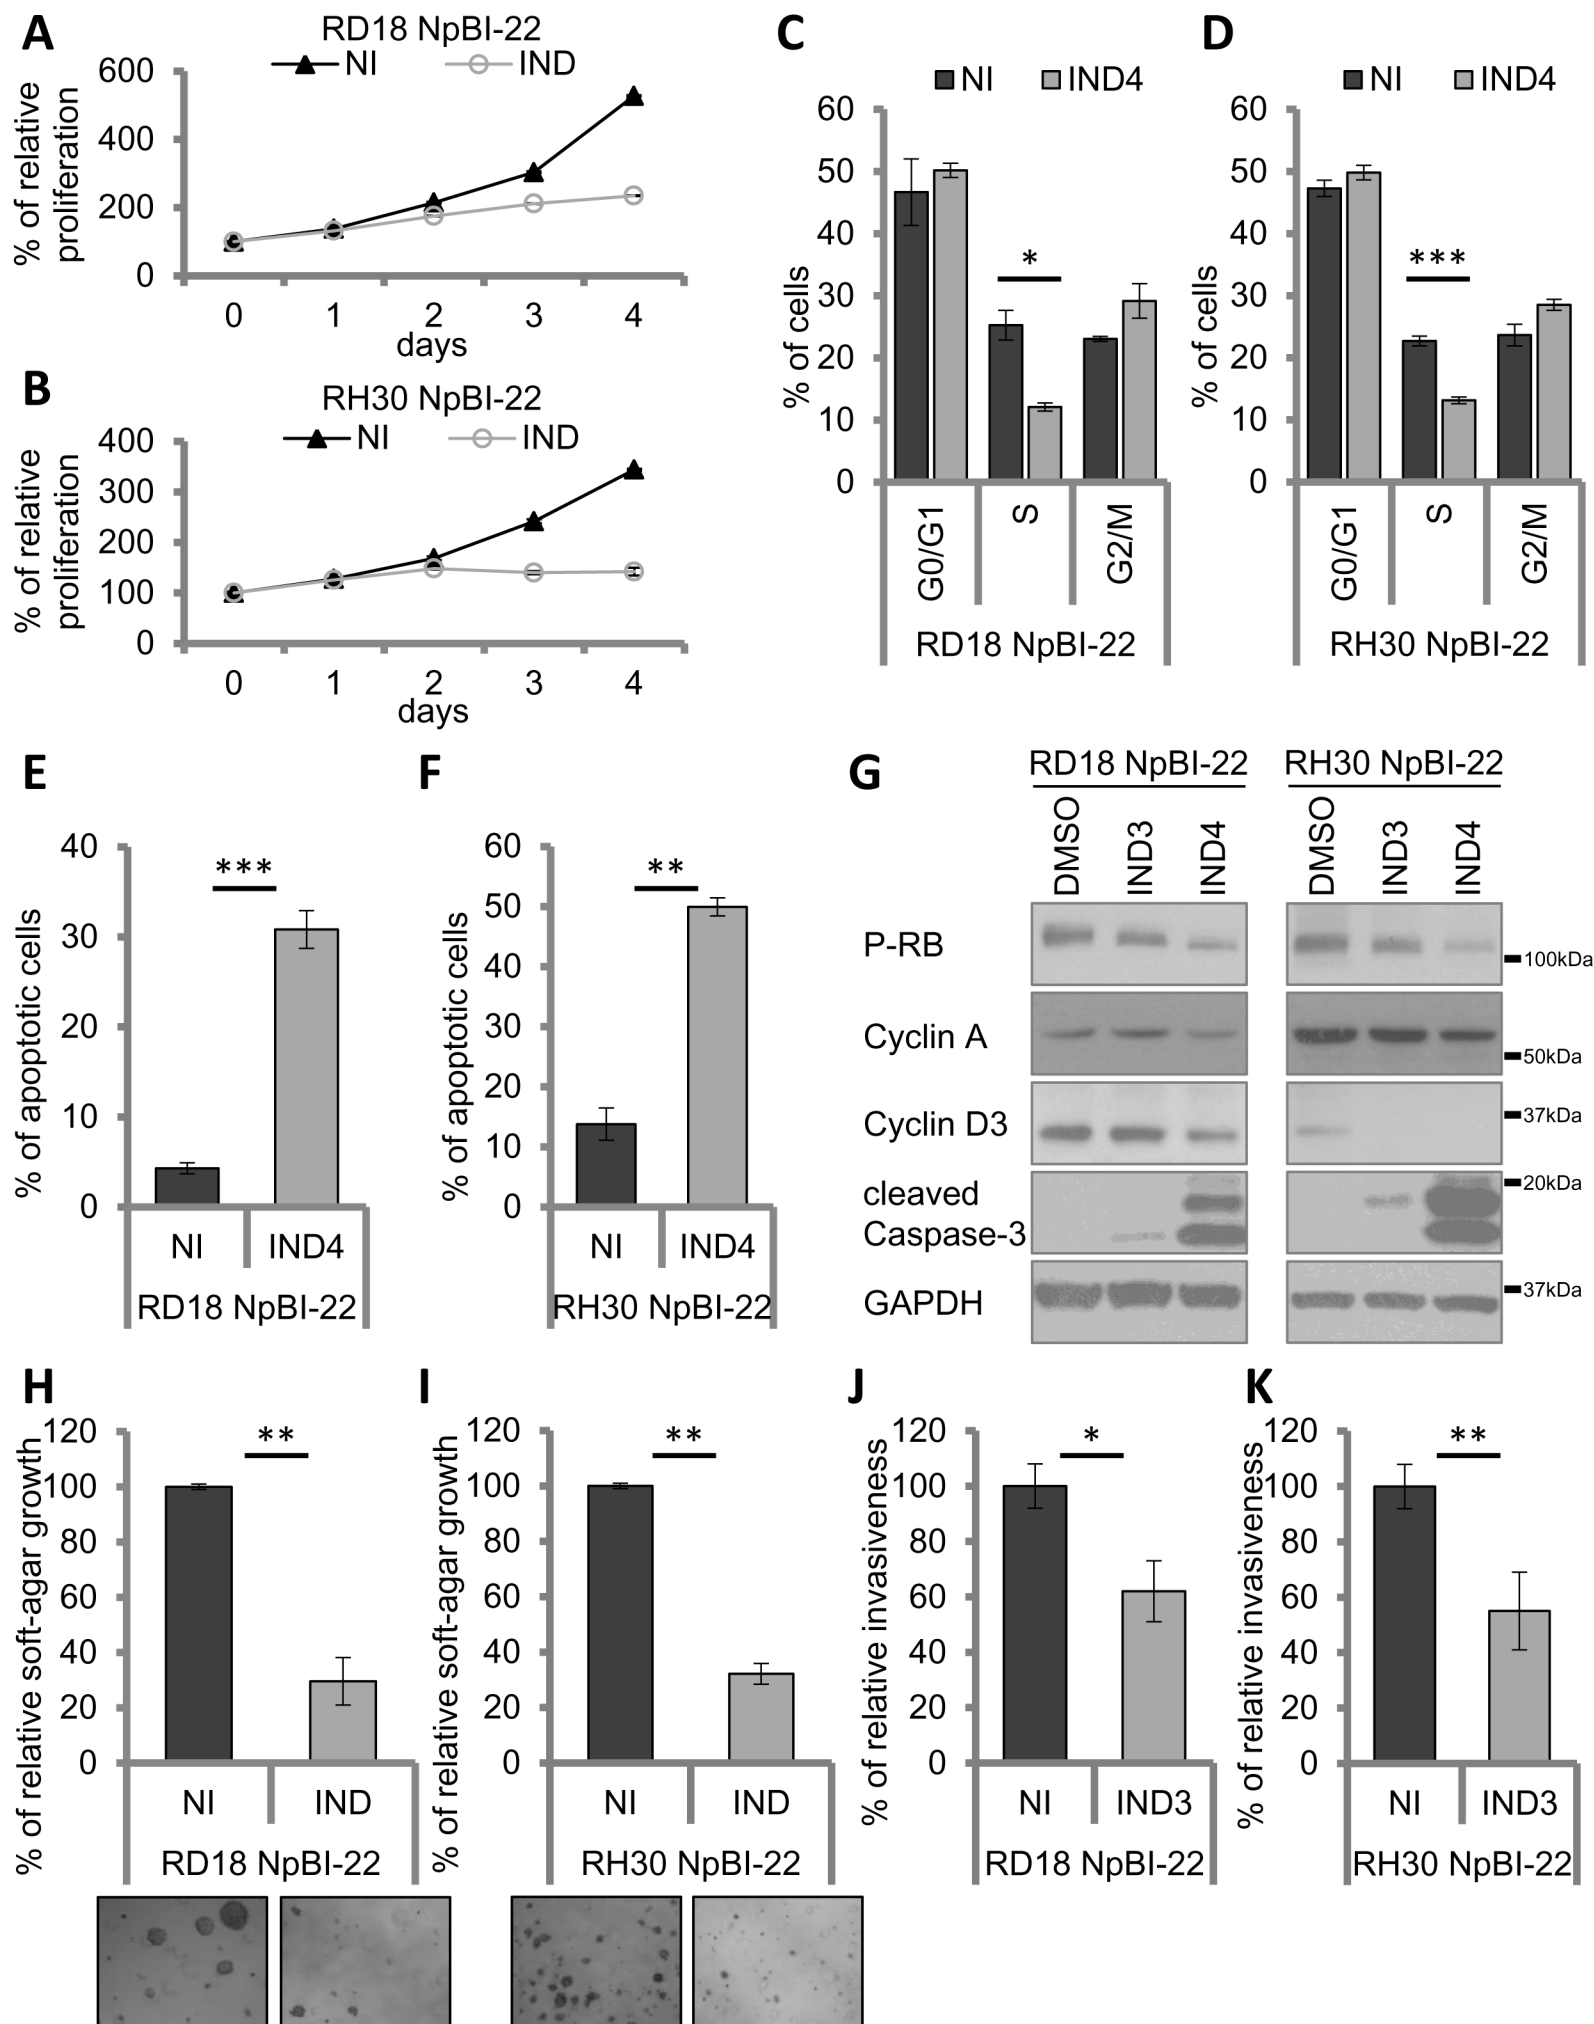 A
RD18 NpBI-22
NI IND
% of relative
proliferation
600
400
200
0
0 1 2 3 4
days
B
RH30 NpBI-22
NI IND
% of relative
proliferation
400
300
200
100
0
0 1 2 3 4
days
C
NI IND4
% of cells
60
50
40
30
20
10
0
*
G0/G1 S G2/M
RD18 NpBI-22
D
NI IND4
% of cells
60
50
40
30
20
10
0
***
G0/G1 S G2/M
RH30 NpBI-22
E
% of apoptotic cells
40
30
20
10
0
***
NI IND4
RD18 NpBI-22
F
% of apoptotic cells
60
50
40
30
20
10
0
**
NI IND4
RH30 NpBI-22
G
RD18 NpBI-22 RH30 NpBI-22
DMSO IND3 IND4 DMSO IND3 IND4
P-RB
100kDa
Cyclin A
50kDa
Cyclin D3
37kDa
cleaved
Caspase-3
20kDa
GAPDH
37kDa
H
% of relative soft-agar growth
120
100
80
60
40
20
0
**
NI IND
RD18 NpBI-22
I
% of relative soft-agar growth
120
100
80
60
40
20
0
**
NI IND
RH30 NpBI-22
J
% of relative invasiveness
120
100
80
60
40
20
0
*
NI IND3
RD18 NpBI-22
K
% of relative invasiveness
120
100
80
60
40
20
0
**
NI IND3
RH30 NpBI-22